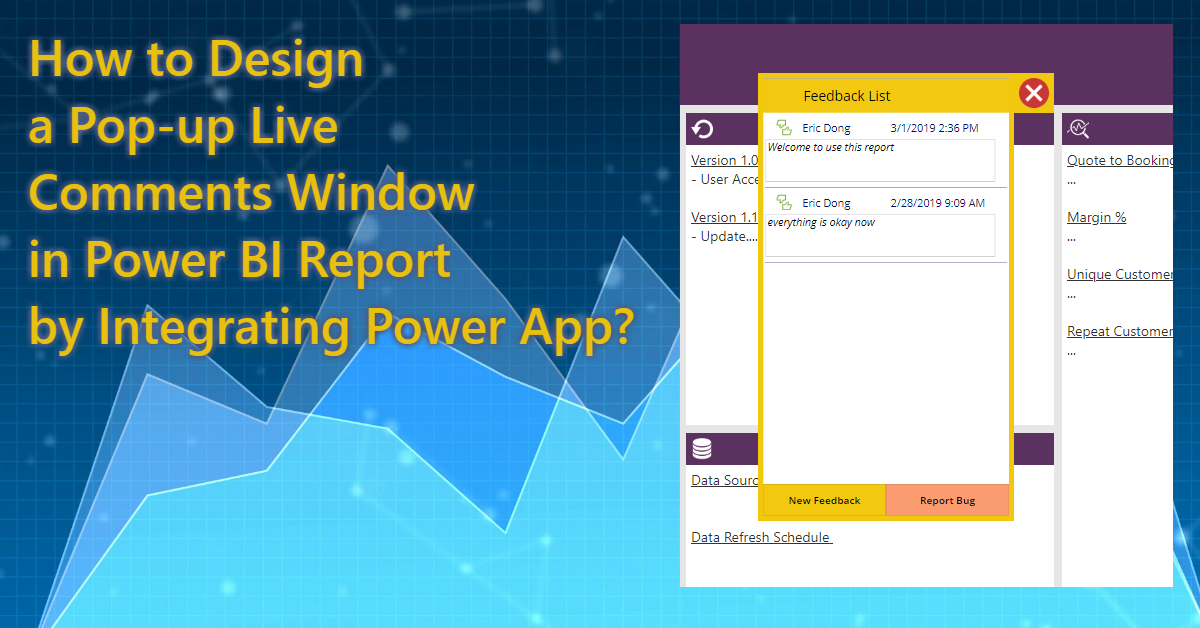 How to Design
a Pop-up Live
Comments Window
in Power BI Report
by Integrating Power App?
Feedback List
Eric Dong 3/1/2019 2:36 PM
Welcome to use this report
Eric Dong 2/28/2019 9:09 AM
everything is okay now
New Feedback Report Bug
Version 1.0
- User Acce
Version 1.1
- Update....
Data Sourc
Data Refresh Schedule
Quote to Booking
...
Margin %
...
Unique Customer
...
Repeat Customer
...